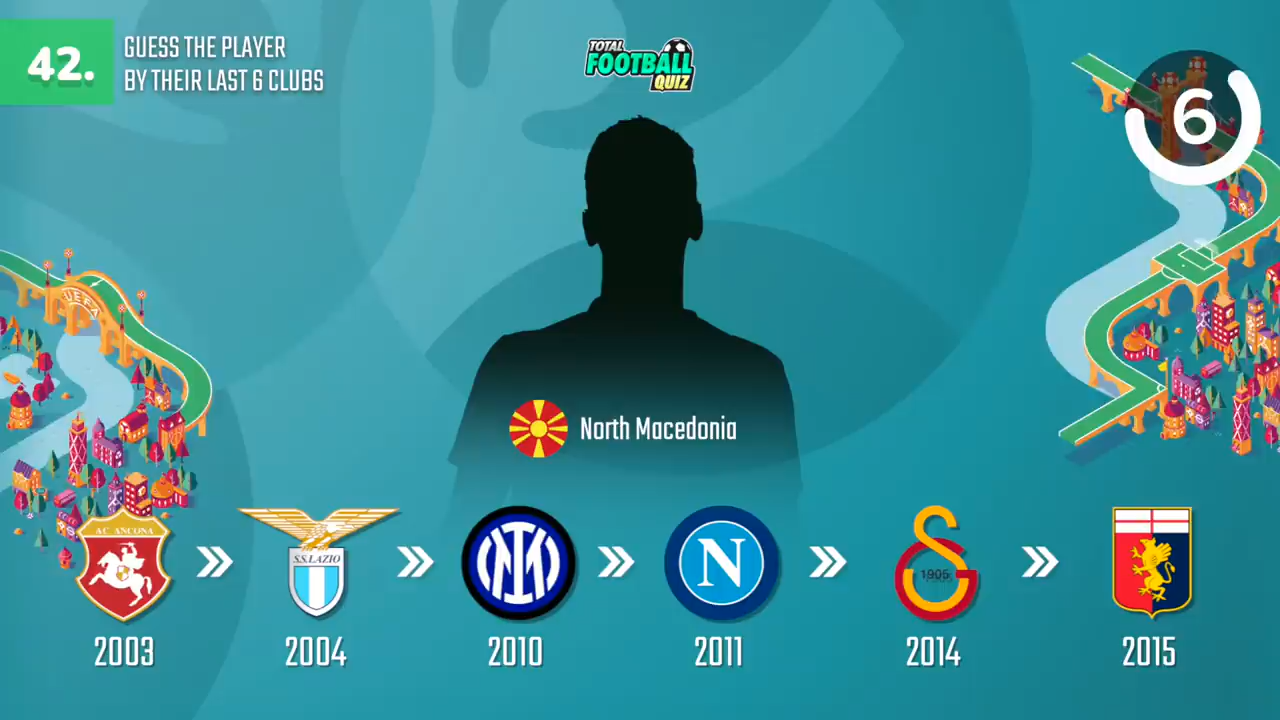 42.
GUESS THE PLAYER
BY THEIR LAST 6 CLUBS
TOTAL
FOOTBALL
QUIZ
6
UEFA
North Macedonia
A.C. ANCONA
S.S.LAZIO
N
1905
2003
2004
2010
2011
2014
2015